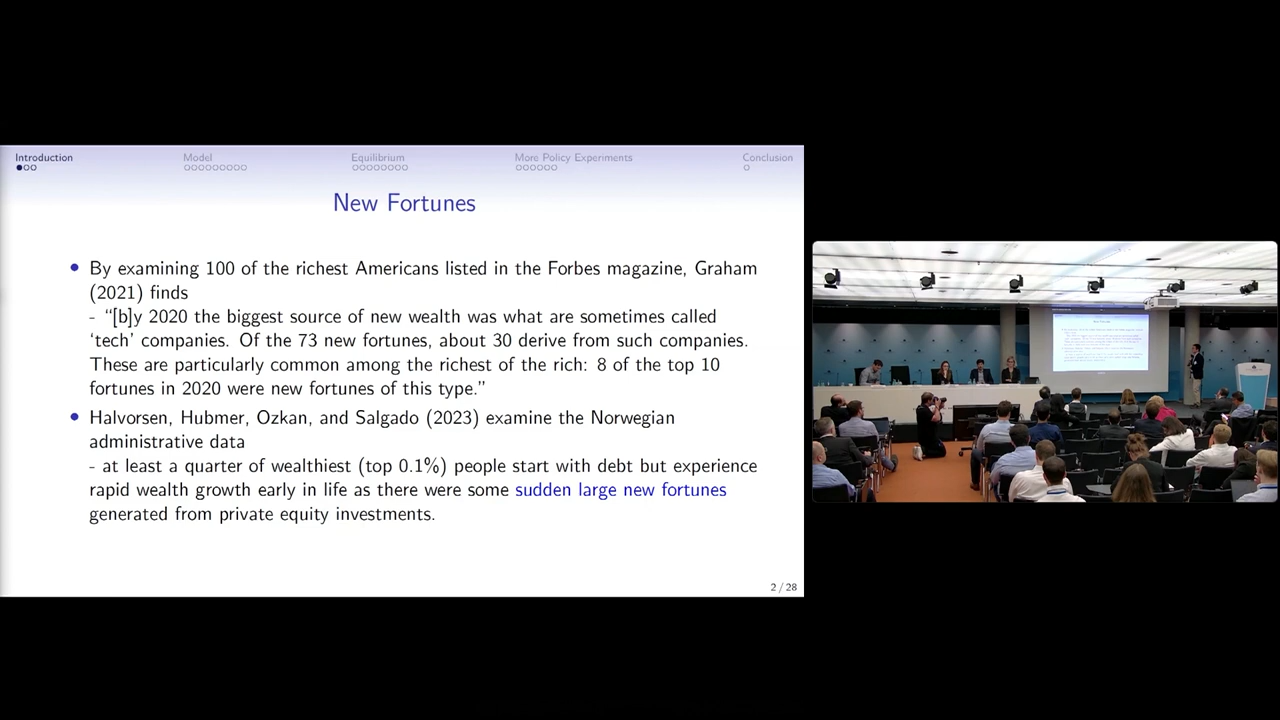 Introduction
Model
Equilibrium
More Policy Experiments
Conclusion
New Fortunes
• By examining 100 of the richest Americans listed in the Forbes magazine, Graham
(2021) finds
- “[b]y 2020 the biggest source of new wealth was what are sometimes called
‘tech’ companies. Of the 73 new fortunes, about 30 derive from such companies.
These are particularly common among the richest of the rich: 8 of the top 10
fortunes in 2020 were new fortunes of this type.”
• Halvorsen, Hubmer, Ozkan, and Salgado (2023) examine the Norwegian
administrative data
- at least a quarter of wealthiest (top 0.1%) people start with debt but experience
rapid wealth growth early in life as there were some sudden large new fortunes
generated from private equity investments.
2 / 28